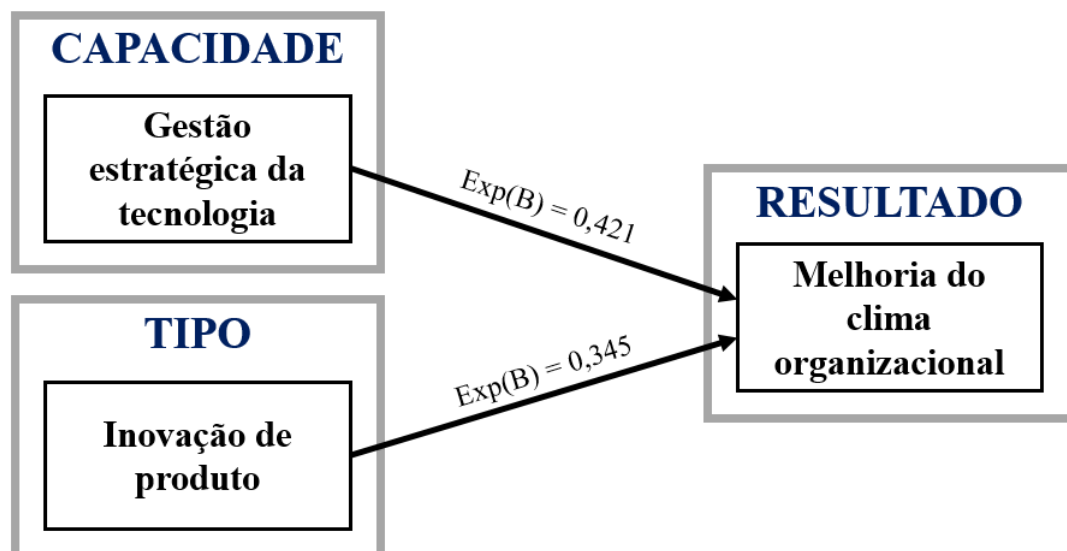 CAPACIDADE
Gestão
estratégica da
tecnologia
Exp(B) = 0,421
TIPO
Inovação de
produto
Exp(B) = 0,345
RESULTADO
Melhoria do
clima
organizacional